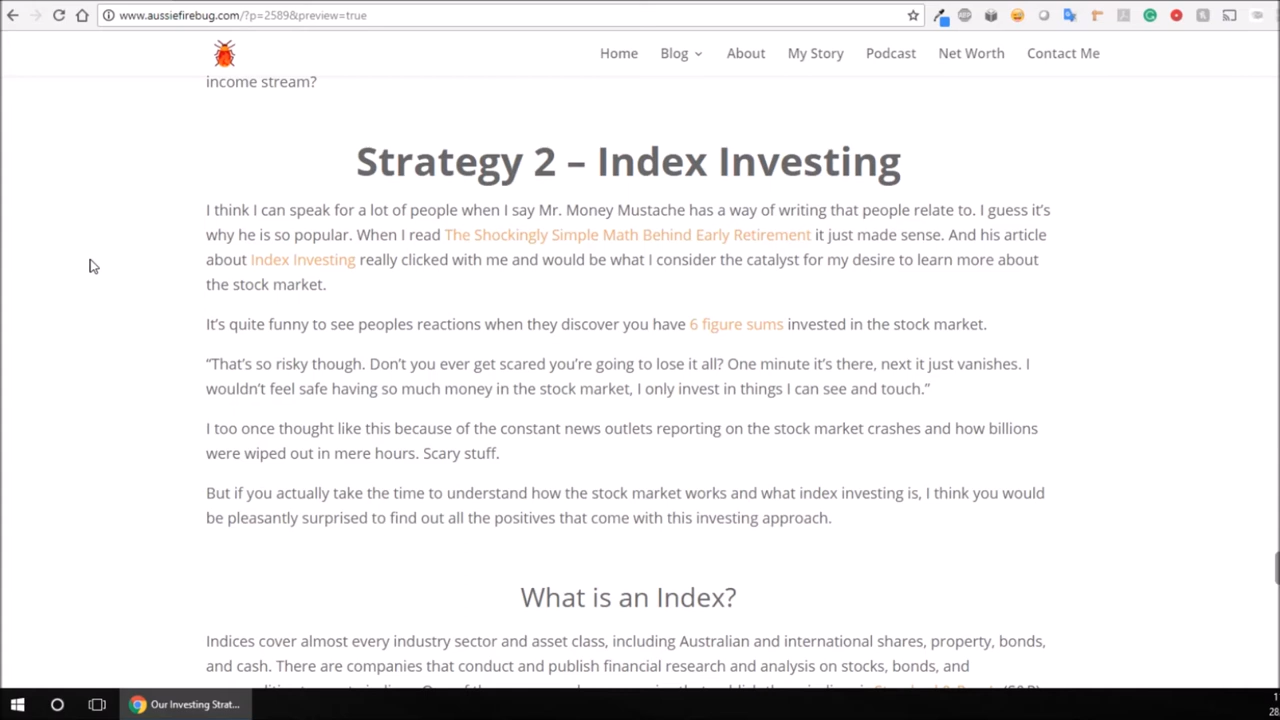 www.aussiefirebug.com/?p=2589&preview=true
Home Blog About My Story Podcast Net Worth Contact Me
income stream?
Strategy 2 – Index Investing
I think I can speak for a lot of people when I say Mr. Money Mustache has a way of writing that people relate to. I guess it's
why he is so popular. When I read The Shockingly Simple Math Behind Early Retirement it just made sense. And his article
about Index Investing really clicked with me and would be what I consider the catalyst for my desire to learn more about
the stock market.
It's quite funny to see peoples reactions when they discover you have 6 figure sums invested in the stock market.
“That's so risky though. Don't you ever get scared you're going to lose it all? One minute it's there, next it just vanishes. I
wouldn't feel safe having so much money in the stock market, I only invest in things I can see and touch.”
I too once thought like this because of the constant news outlets reporting on the stock market crashes and how billions
were wiped out in mere hours. Scary stuff.
But if you actually take the time to understand how the stock market works and what index investing is, I think you would
be pleasantly surprised to find out all the positives that come with this investing approach.
What is an Index?
Indices cover almost every industry sector and asset class, including Australian and international shares, property, bonds,
and cash. There are companies that conduct and publish financial research and analysis on stocks, bonds, and
Our Investing Strat...